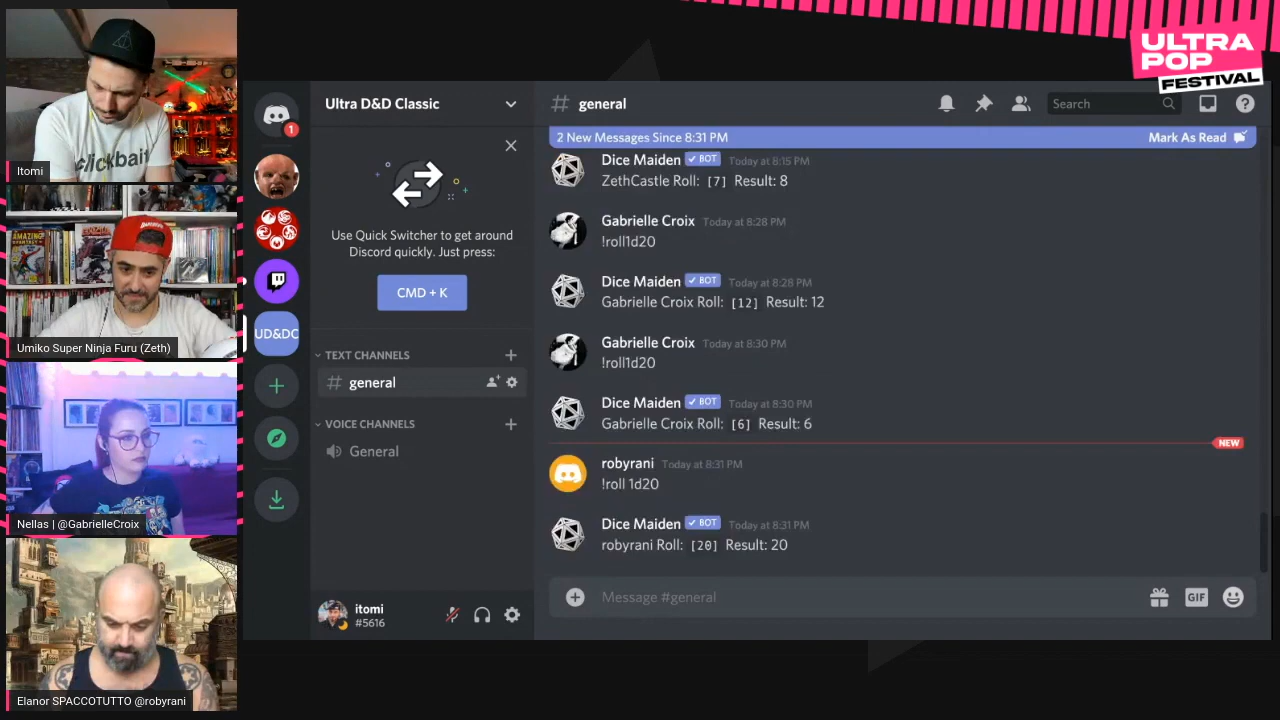 clickbait
Itomi
AMAZING
FANTASY
Umiko Super Ninja Furu (Zeth)
Nellas | @GabrielleCroix
Elanor SPACCOTUTTO @robyrani
ULTRA
POP
FESTIVAL
1
UD&DC
Ultra D&D Classic
Use Quick Switcher to get around
Discord quickly. Just press:
CMD + K
TEXT CHANNELS
# general
VOICE CHANNELS
General
itomi
#5616
# general
Search
2 New Messages Since 8:31 PM
Mark As Read
Dice Maiden ✓ BOT Today at 8:15 PM
ZethCastle Roll: [7] Result: 8
Gabrielle Croix Today at 8:28 PM
!roll1d20
Dice Maiden ✓ BOT Today at 8:28 PM
Gabrielle Croix Roll: [12] Result: 12
Gabrielle Croix Today at 8:30 PM
!roll1d20
Dice Maiden ✓ BOT Today at 8:30 PM
Gabrielle Croix Roll: [6] Result: 6
NEW
robyrani Today at 8:31 PM
!roll 1d20
Dice Maiden ✓ BOT Today at 8:31 PM
robyrani Roll: [20] Result: 20
Message #general
GIF